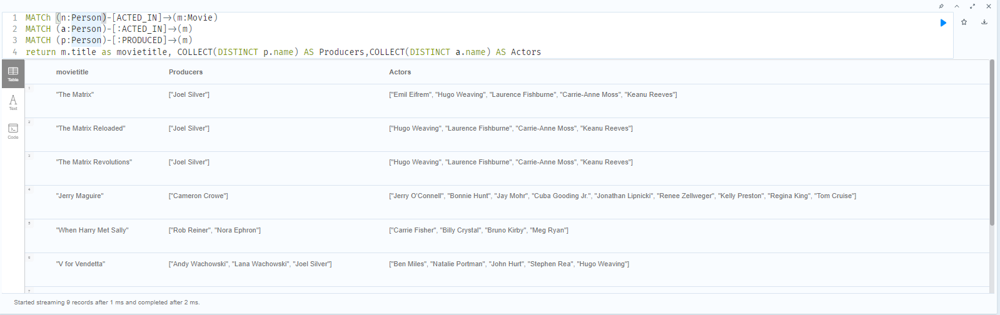 1 MATCh (n:Person)-[ACTED_IN]→(m:Movie)
2 MATCH (a:Person)-[:ACTED_IN]→(m)
3 MATCH (p:Person)-[:PRODUCED]→(m)
4 return m.title as movietitle, COLLECT(DISTINCT p.name) AS Producers,COLLECT(DISTINCT a.name) AS Actors
Table
Text
Code
movietitle Producers Actors
1 "The Matrix" ["Joel Silver"] ["Emil Eifrem", "Hugo Weaving", "Laurence Fishburne", "Carrie-Anne Moss", "Keanu Reeves"]
2 "The Matrix Reloaded" ["Joel Silver"] ["Hugo Weaving", "Laurence Fishburne", "Carrie-Anne Moss", "Keanu Reeves"]
3 "The Matrix Revolutions" ["Joel Silver"] ["Hugo Weaving", "Laurence Fishburne", "Carrie-Anne Moss", "Keanu Reeves"]
4 "Jerry Maguire" ["Cameron Crowe"] ["Jerry O'Connell", "Bonnie Hunt", "Jay Mohr", "Cuba Gooding Jr.", "Jonathan Lipnicki", "Renee Zellweger", "Kelly Preston", "Regina King", "Tom Cruise"]
5 "When Harry Met Sally" ["Rob Reiner", "Nora Ephron"] ["Carrie Fisher", "Billy Crystal", "Bruno Kirby", "Meg Ryan"]
6 "V for Vendetta" ["Andy Wachowski", "Lana Wachowski", "Joel Silver"] ["Ben Miles", "Natalie Portman", "John Hurt", "Stephen Rea", "Hugo Weaving"]
7
Started streaming 9 records after 1 ms and completed after 2 ms.